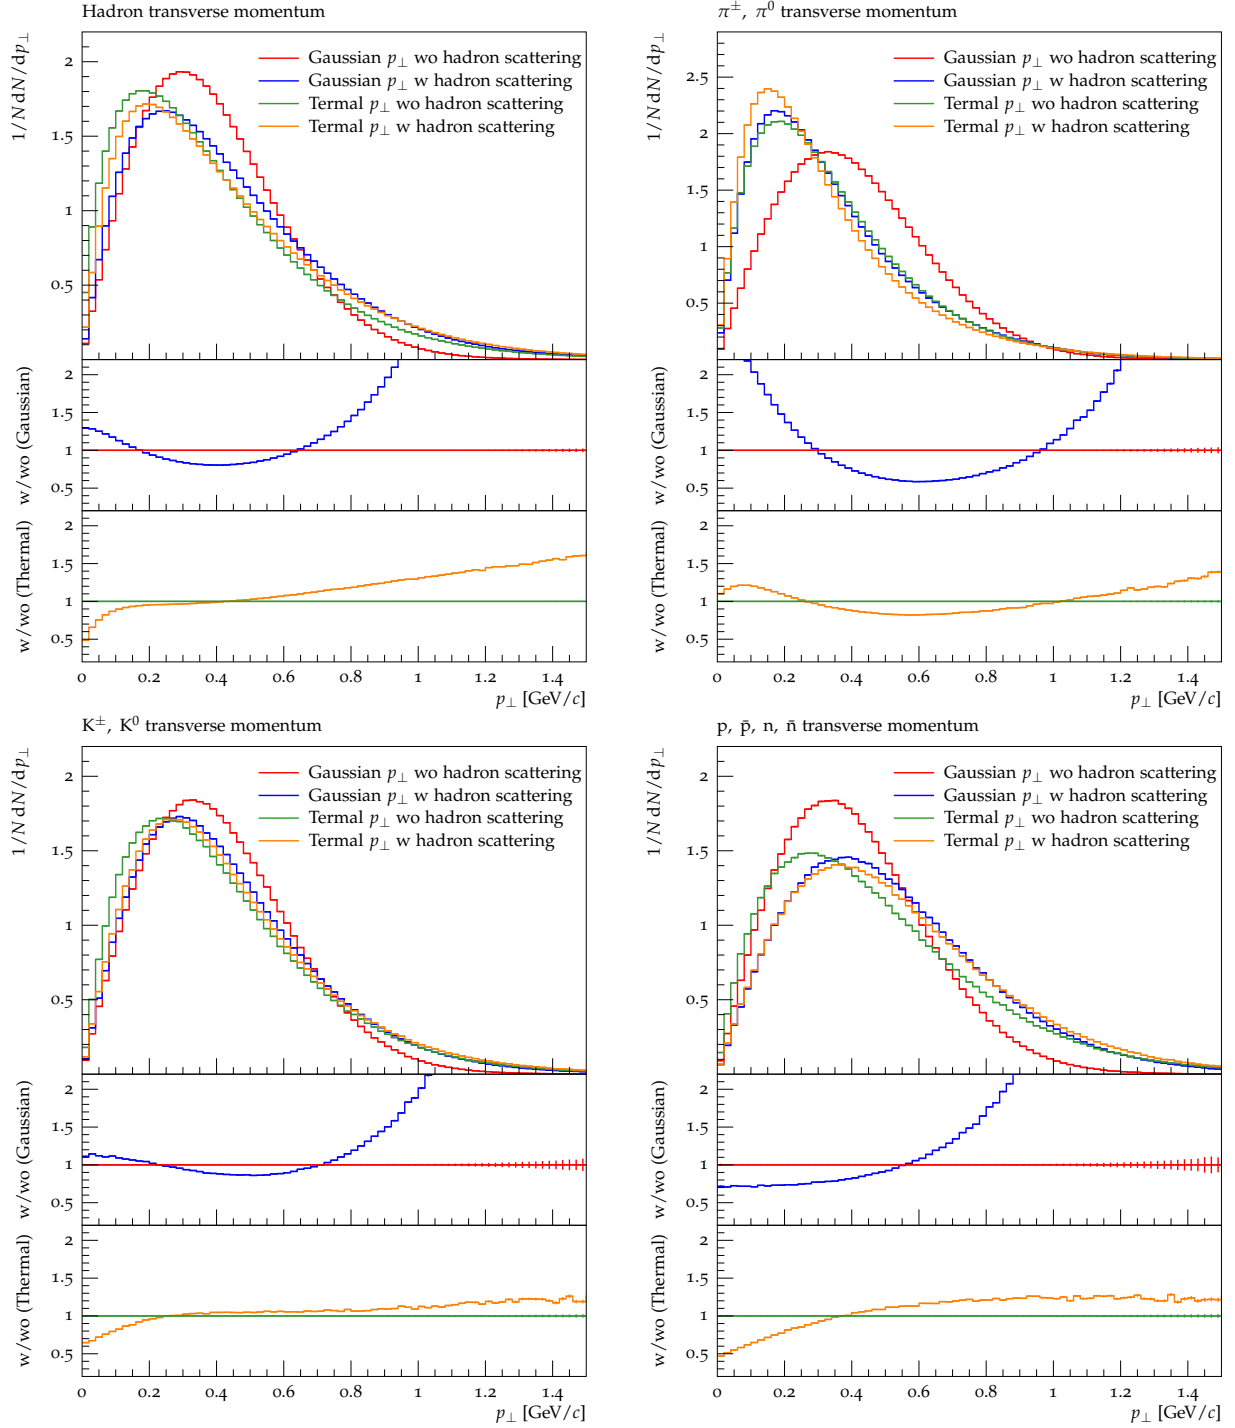 Hadron transverse momentum
1/N dN/dp⊥
2
1.5
1
0.5
Gaussian p⊥ wo hadron scattering
Gaussian p⊥ w hadron scattering
Termal p⊥ wo hadron scattering
Termal p⊥ w hadron scattering
w/wo (Gaussian)
2
1.5
1
0.5
w/wo (Thermal)
2
1.5
1
0.5
0 0.2 0.4 0.6 0.8 1 1.2 1.4
p⊥ [GeV/c]
π±, π0 transverse momentum
1/N dN/dp⊥
2.5
2
1.5
1
0.5
Gaussian p⊥ wo hadron scattering
Gaussian p⊥ w hadron scattering
Termal p⊥ wo hadron scattering
Termal p⊥ w hadron scattering
w/wo (Gaussian)
2
1.5
1
0.5
w/wo (Thermal)
2
1.5
1
0.5
0 0.2 0.4 0.6 0.8 1 1.2 1.4
p⊥ [GeV/c]
K±, K0 transverse momentum
1/N dN/dp⊥
2
1.5
1
0.5
Gaussian p⊥ wo hadron scattering
Gaussian p⊥ w hadron scattering
Termal p⊥ wo hadron scattering
Termal p⊥ w hadron scattering
w/wo (Gaussian)
2
1.5
1
0.5
w/wo (Thermal)
2
1.5
1
0.5
0 0.2 0.4 0.6 0.8 1 1.2 1.4
p⊥ [GeV/c]
p, p̄, n, n̄ transverse momentum
1/N dN/dp⊥
2
1.5
1
0.5
Gaussian p⊥ wo hadron scattering
Gaussian p⊥ w hadron scattering
Termal p⊥ wo hadron scattering
Termal p⊥ w hadron scattering
w/wo (Gaussian)
2
1.5
1
0.5
w/wo (Thermal)
2
1.5
1
0.5
0 0.2 0.4 0.6 0.8 1 1.2 1.4
p⊥ [GeV/c]